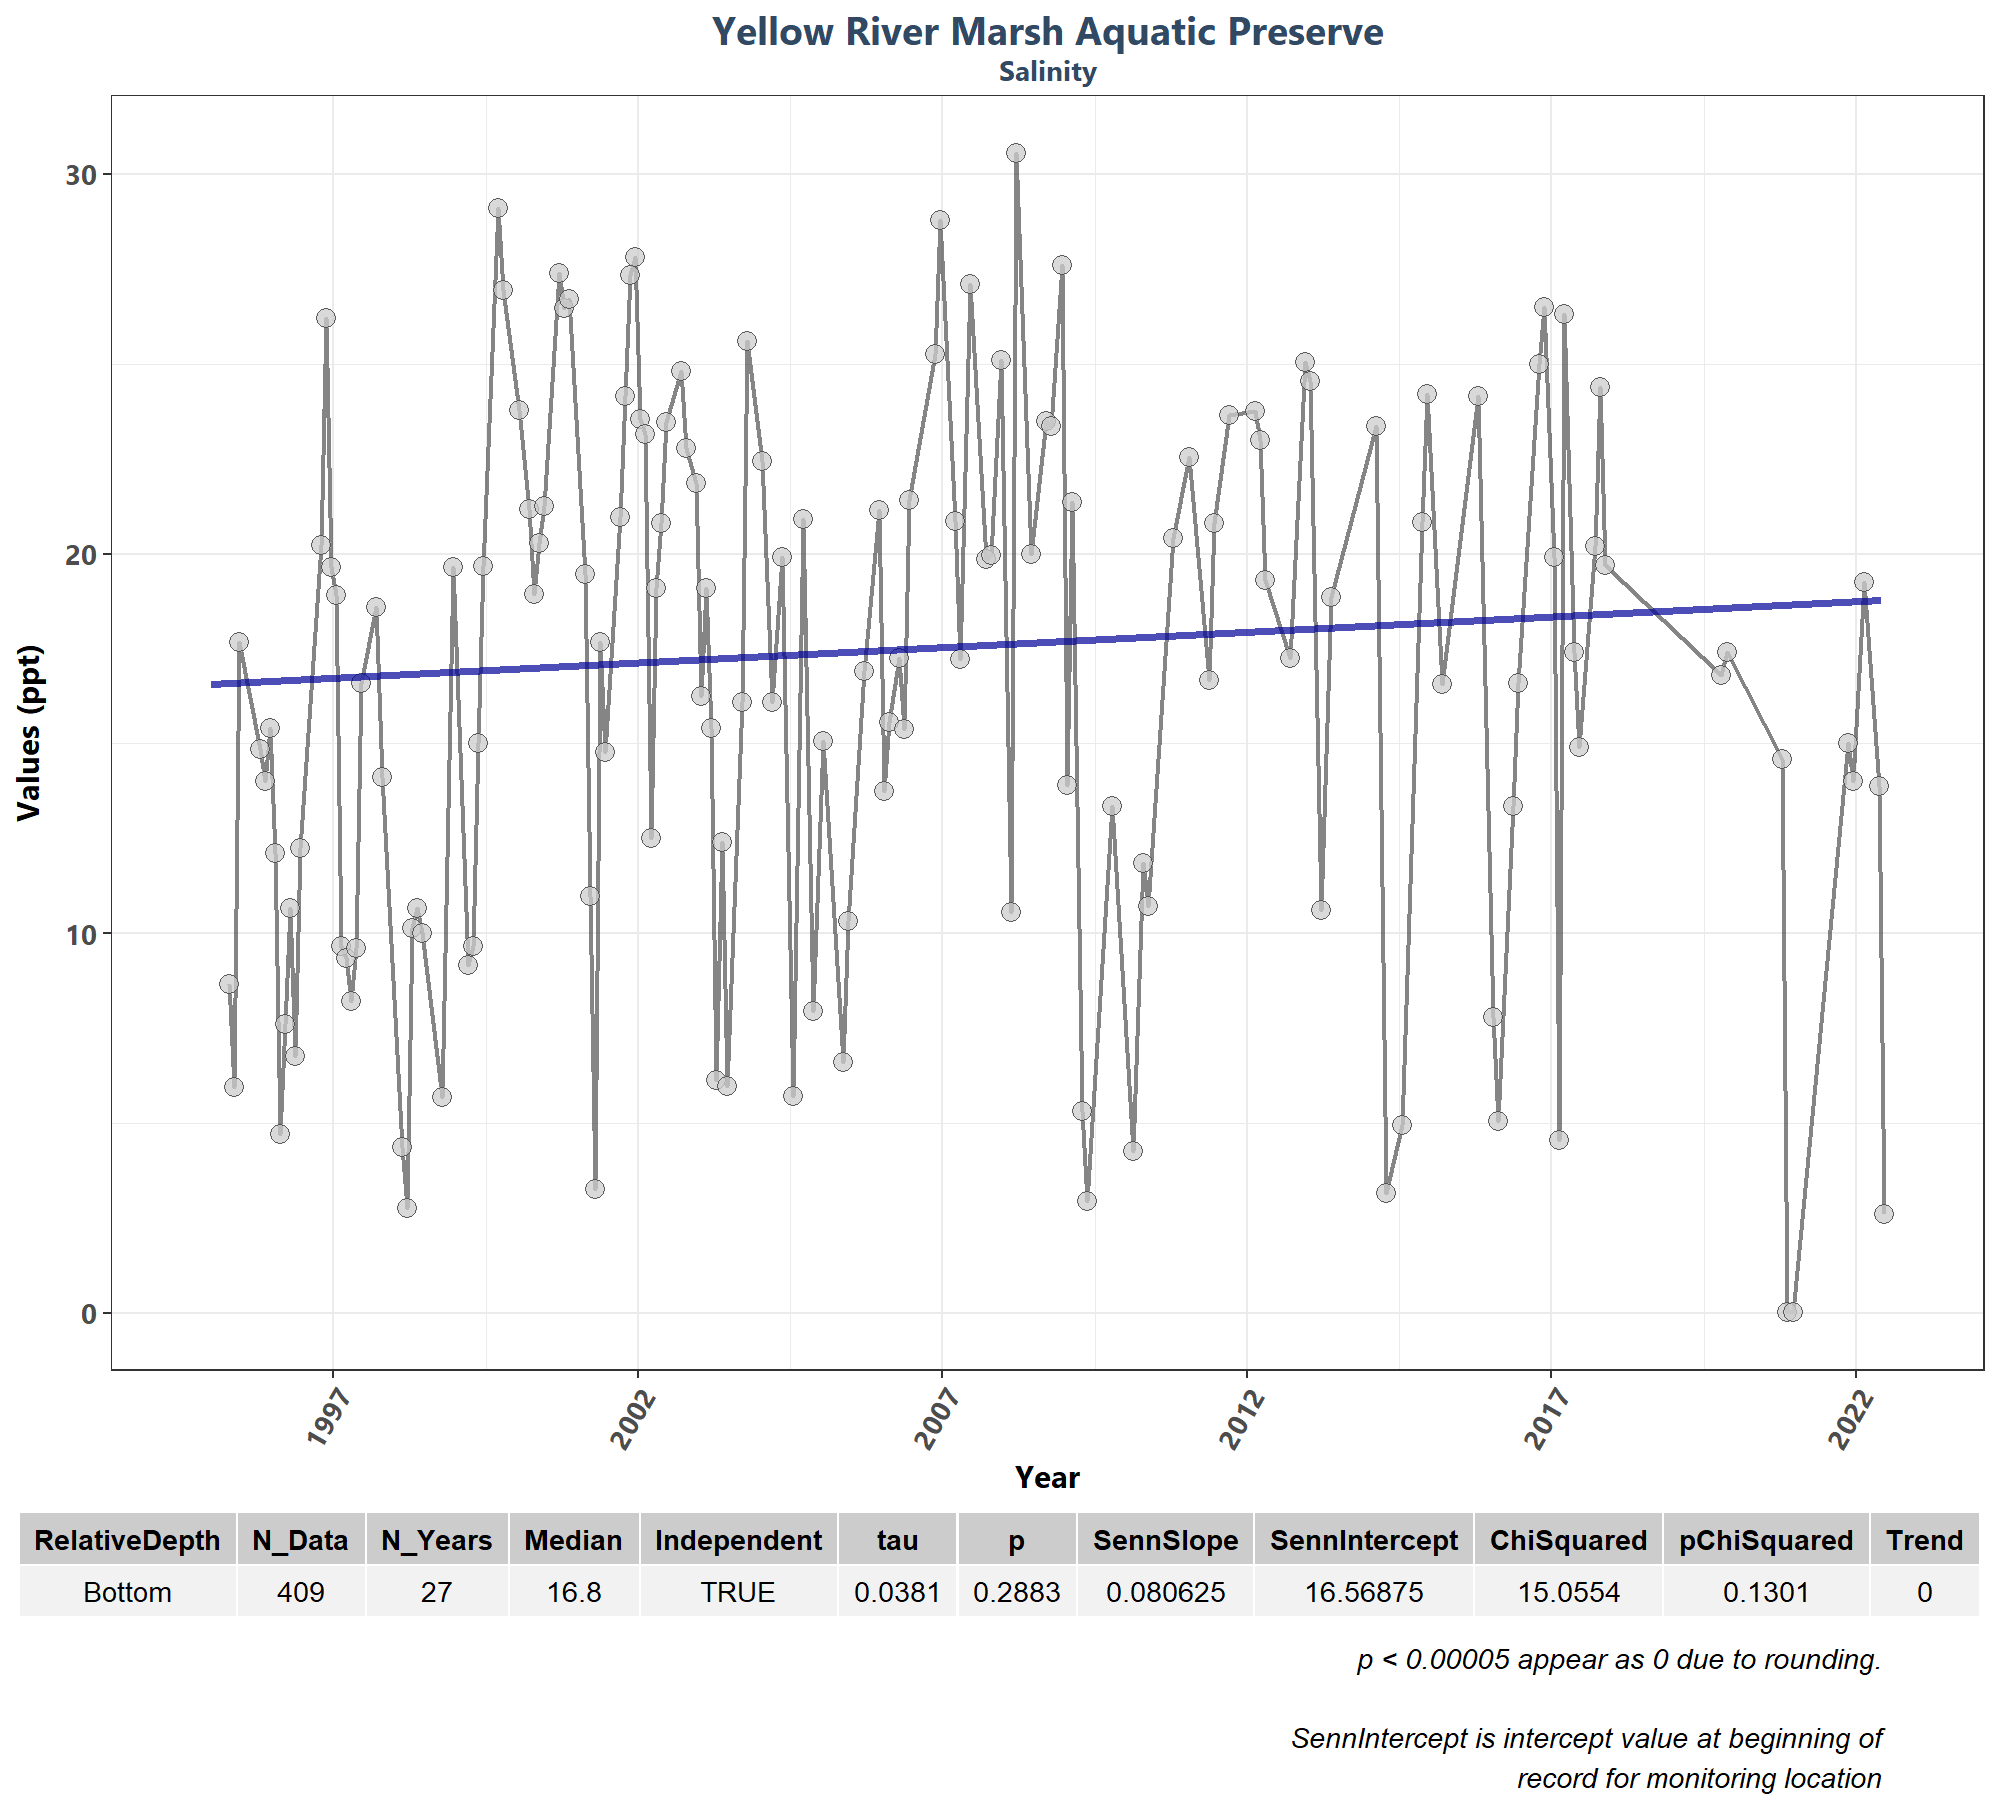 Yellow River Marsh Aquatic Preserve
Salinity
Values (ppt)
30
20
10
0
1997
2002
2007
2012
2017
2022
Year
RelativeDepth N_Data N_Years Median Independent tau p SennSlope SennIntercept ChiSquared pChiSquared Trend
Bottom 409 27 16.8 TRUE 0.0381 0.2883 0.080625 16.56875 15.0554 0.1301 0
p < 0.00005 appear as 0 due to rounding.
SennIntercept is intercept value at beginning of
record for monitoring location